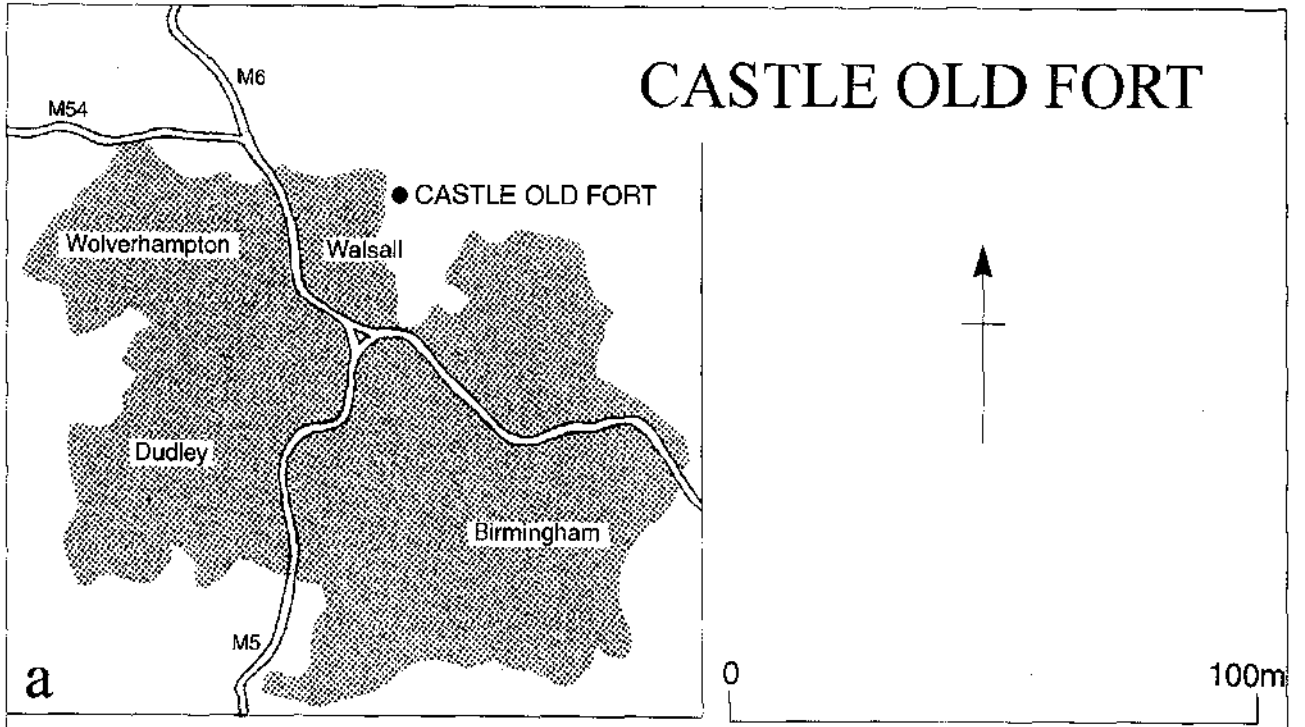 CASTLE OLD FORT
M6
M54
CASTLE OLD FORT
Wolverhampton
Walsall
Dudley
Birmingham
M5
a
0
100m